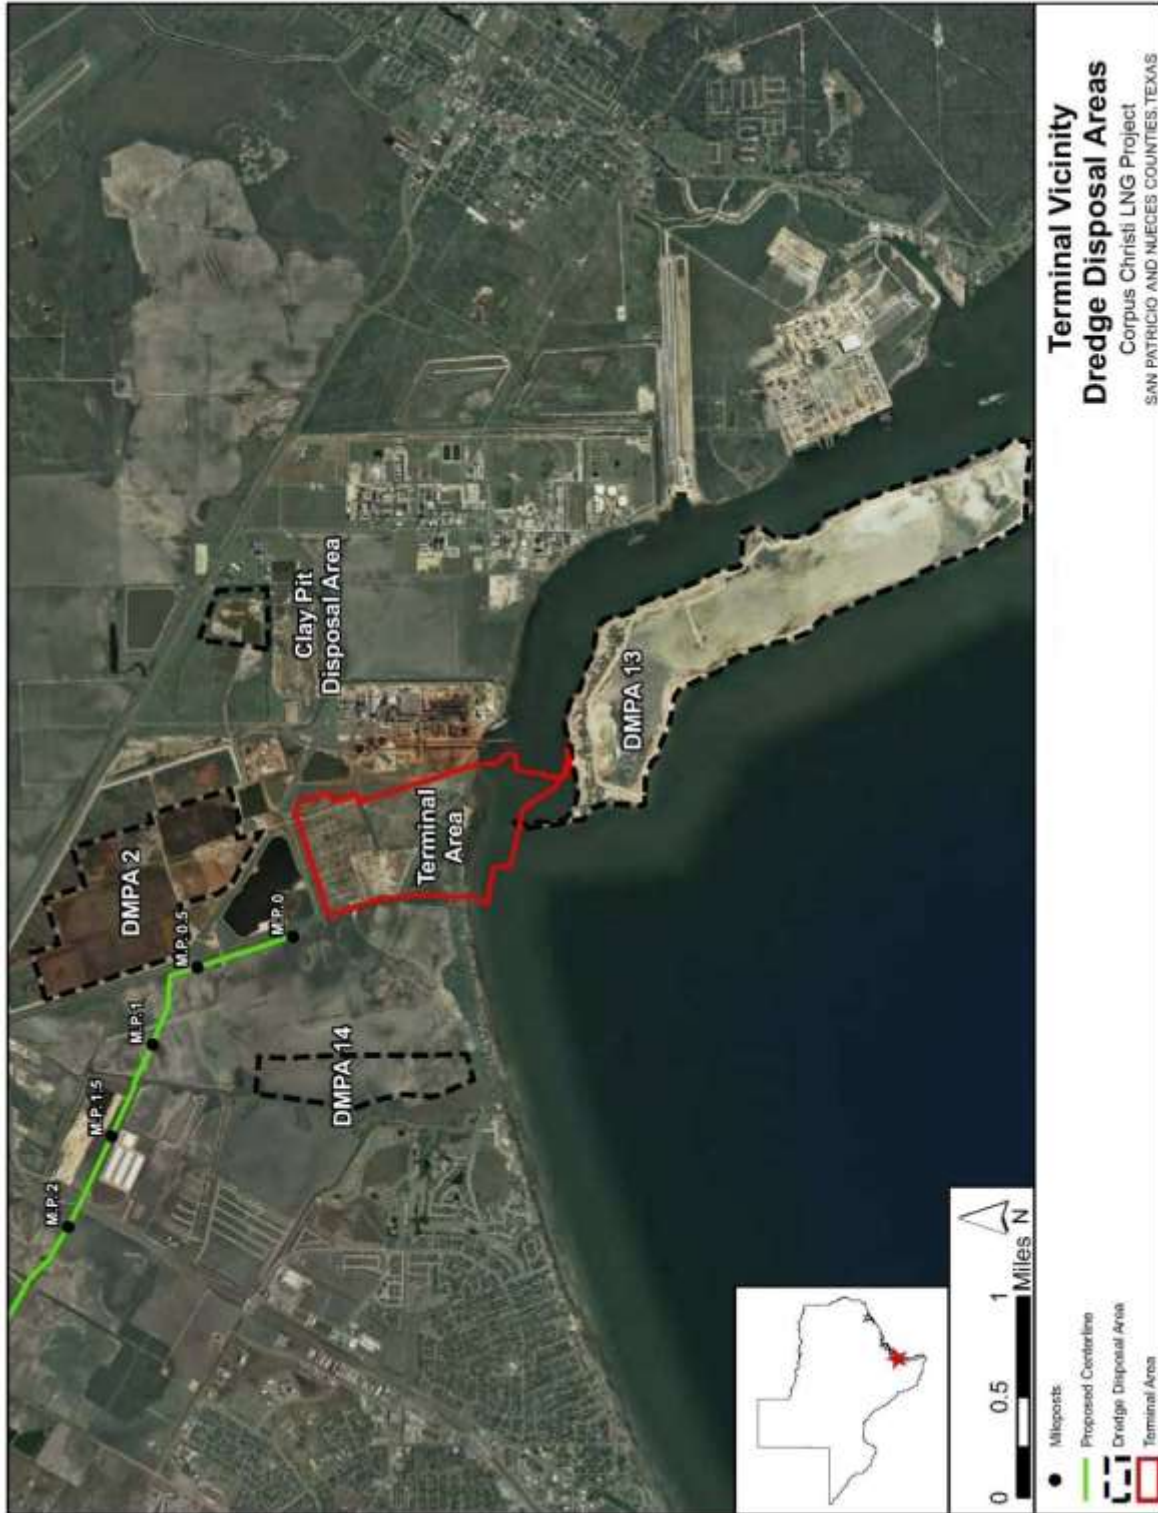 Terminal Vicinity
Dredge Disposal Areas
Corpus Christi LNG Project
SAN PATRICIO AND NUECES COUNTIES, TEXAS
DMPA 2
Clay Pit
Disposal Area
M.P. 2
M.P. 1.5
M.P. 1
M.P. 0.5
M.P. 0
DMPA 14
Terminal
Area
DMPA 13
0
0.5
1
Miles
N
Mileposts
Proposed Centerline
Dredge Disposal Area
Terminal Area